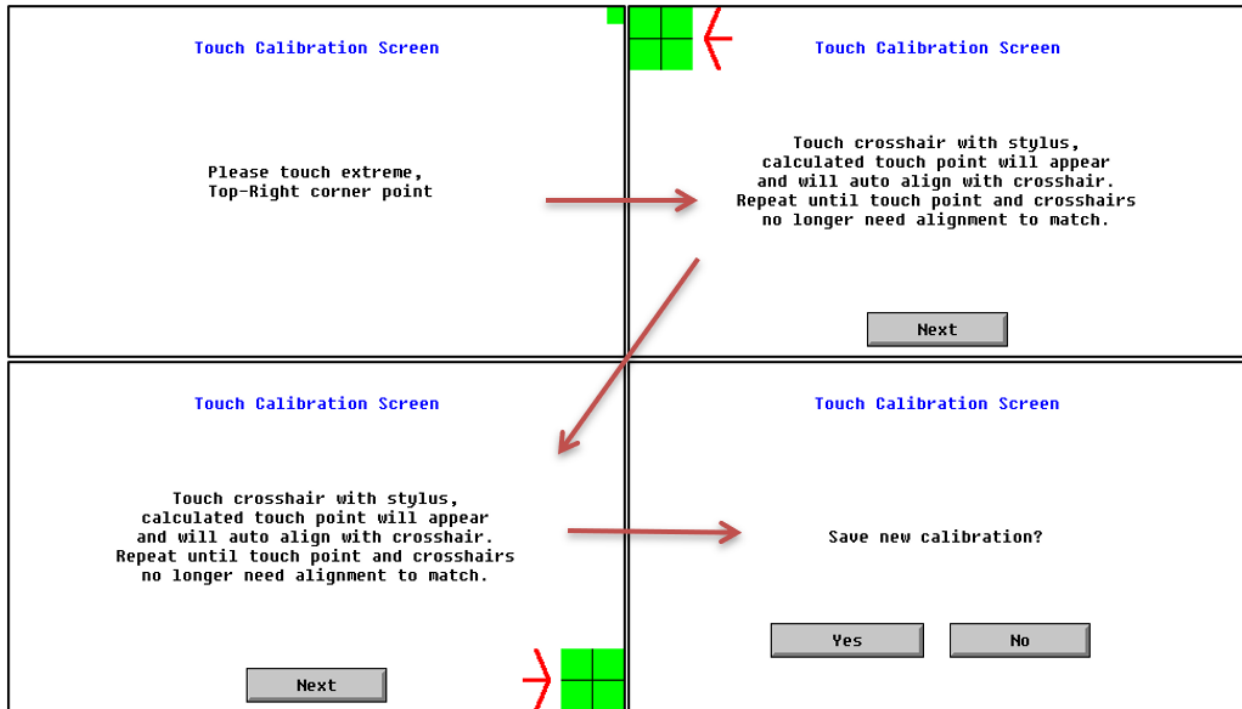 Touch Calibration Screen
Please touch extreme,
Top-Right corner point
Touch Calibration Screen
Touch crosshair with stylus,
calculated touch point will appear
and will auto align with crosshair.
Repeat until touch point and crosshairs
no longer need alignment to match.
Next
Touch Calibration Screen
Touch crosshair with stylus,
calculated touch point will appear
and will auto align with crosshair.
Repeat until touch point and crosshairs
no longer need alignment to match.
Next
Touch Calibration Screen
Save new calibration?
Yes No